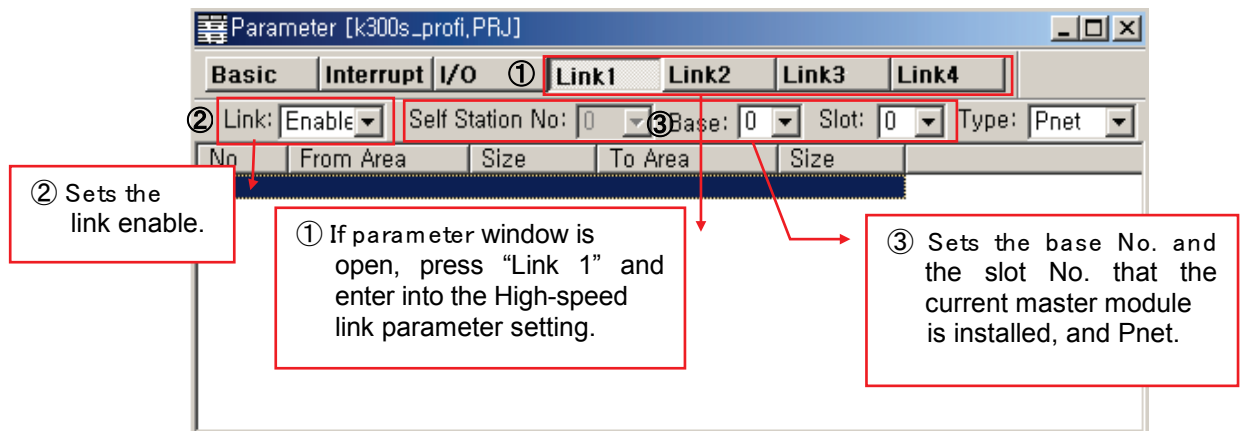 Parameter [k300s_profi,PRJ]
Basic Interrupt I/O ① Link1 Link2 Link3 Link4
② Link: Enable Self Station No: 0 ③ Base: 0 Slot: 0 Type: Pnet
No From Area Size To Area Size
② Sets the
link enable.
① If parameter window is
open, press “Link 1” and
enter into the High-speed
link parameter setting.
③ Sets the base No. and
the slot No. that the
current master module
is installed, and Pnet.